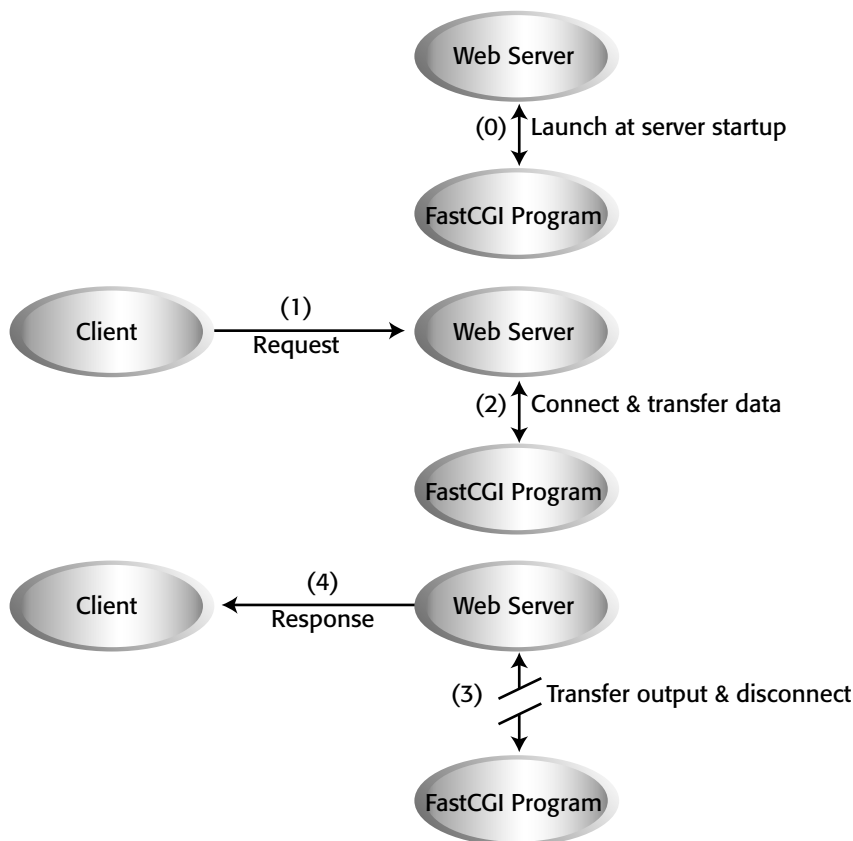 Web Server
(0) Launch at server startup
FastCGI Program
Client
(1)
Request
Web Server
(2) Connect & transfer data
FastCGI Program
Client
(4)
Response
Web Server
(3) Transfer output & disconnect
FastCGI Program